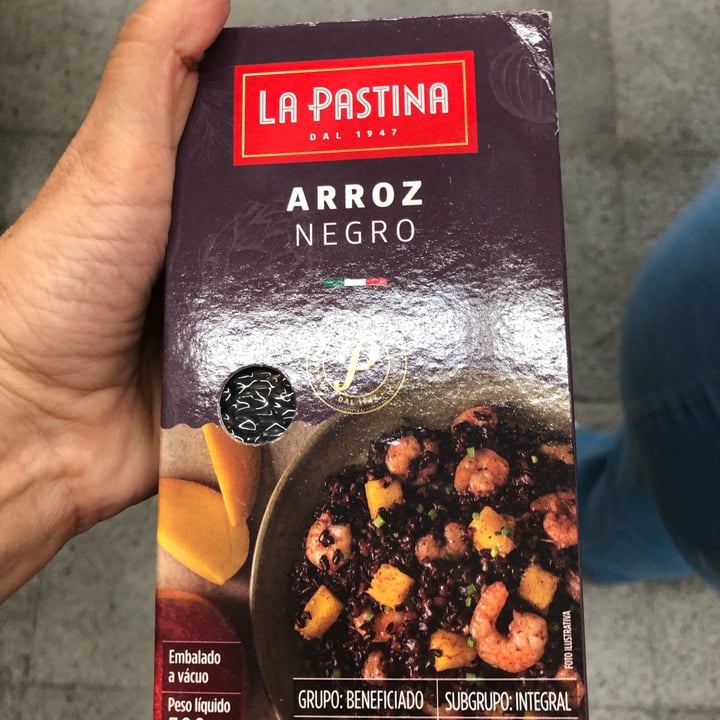 LA PASTINA
DAL 1947
ARROZ
NEGRO
P
DAL 1947
FOTO ILUSTRATIVA
Embalado
a vácuo
Peso líquido
GRUPO: BENEFICIADO
SUBGRUPO: INTEGRAL